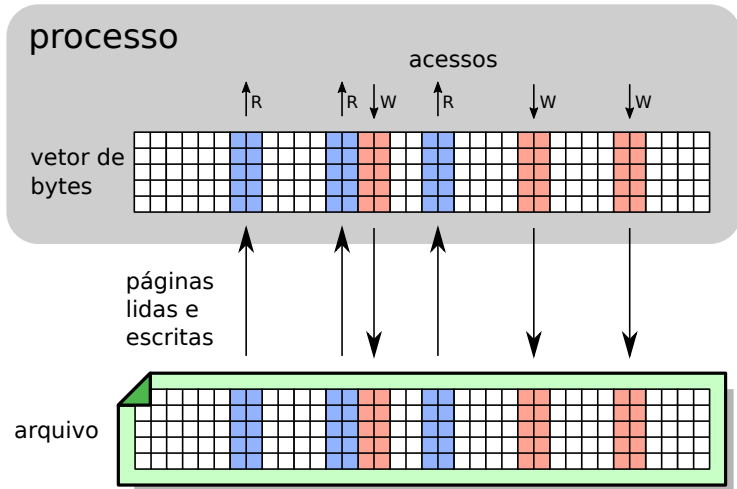 processo
acessos
R
R
W
R
W
W
vetor de
bytes
páginas
lidas e
escritas
arquivo